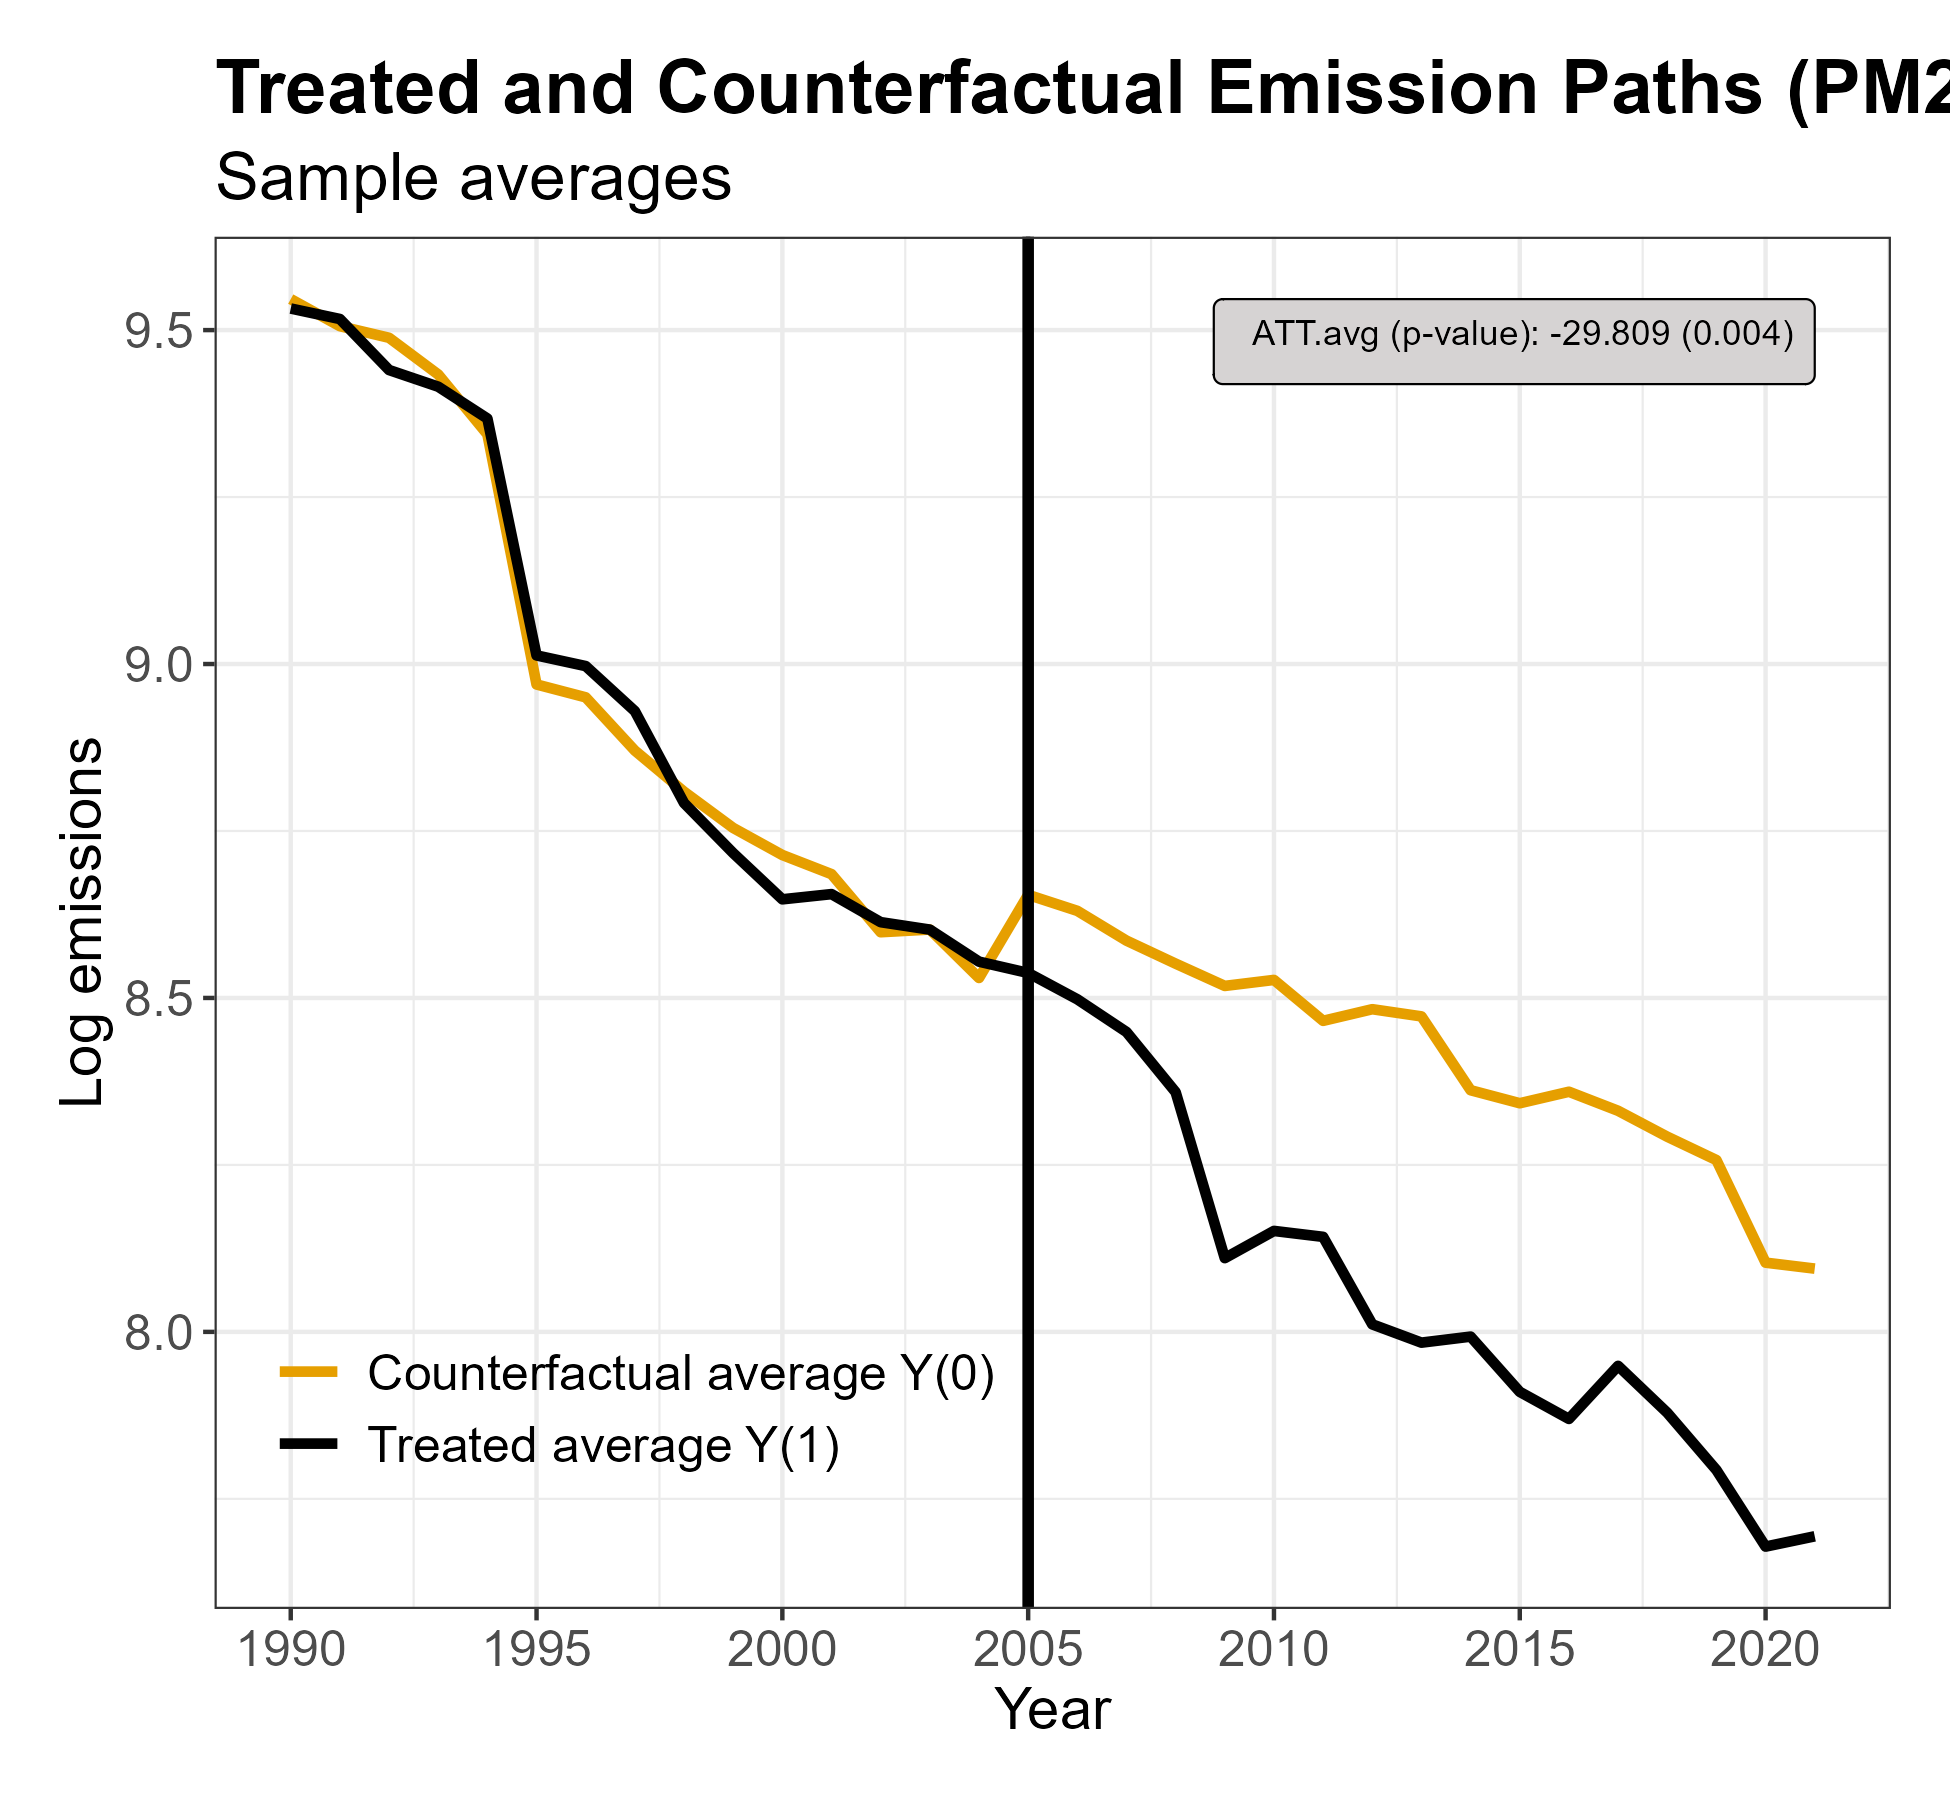 Treated and Counterfactual Emission Paths (PM2
Sample averages
ATT.avg (p-value): -29.809 (0.004)
9.5
9.0
8.5
8.0
Log emissions
Counterfactual average Y(0)
Treated average Y(1)
1990 1995 2000 2005 2010 2015 2020
Year